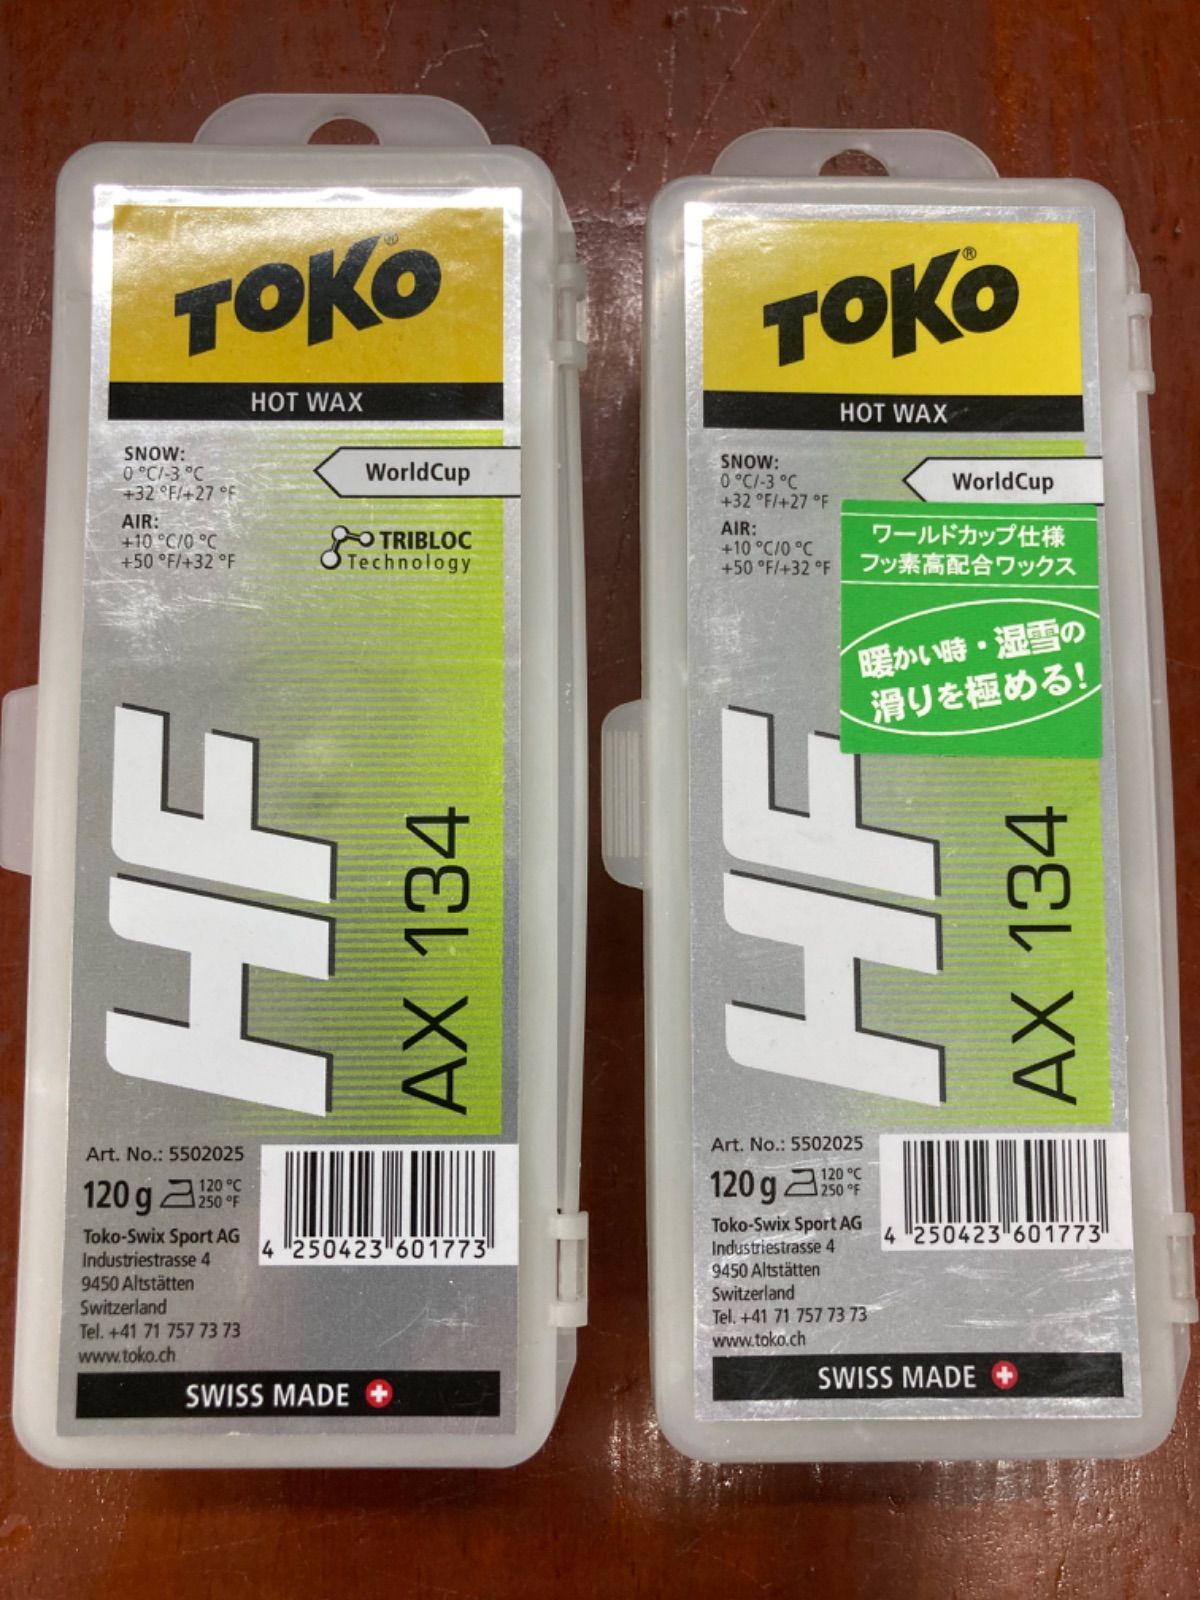 TOKO®
HOT WAX
SNOW:
0 °C/-3 °C
+32 °F/+27 °F
WorldCup
AIR:
+10 °C/0 °C
+50 °F/+32 °F
TRIBLOC
Technology
HF
AX 134
Art. No.: 5502025
120 g
120 °C
250 °F
Toko-Swix Sport AG
Industriestrasse 4
9450 Altstätten
Switzerland
Tel. +41 71 757 73 73
www.toko.ch
4 250423 601773
SWISS MADE
TOKO®
HOT WAX
SNOW:
0 °C/-3 °C
+32 °F/+27 °F
WorldCup
AIR:
+10 °C/0 °C
+50 °F/+32 °F
ワールドカップ仕様
フッ素高配合ワックス
暖かい時・湿雪の
滑りを極める!
HF
AX 134
Art. No.: 5502025
120 g
120 °C
250 °F
Toko-Swix Sport AG
Industriestrasse 4
9450 Altstätten
Switzerland
Tel. +41 71 757 73 73
www.toko.ch
4 250423 601773
SWISS MADE